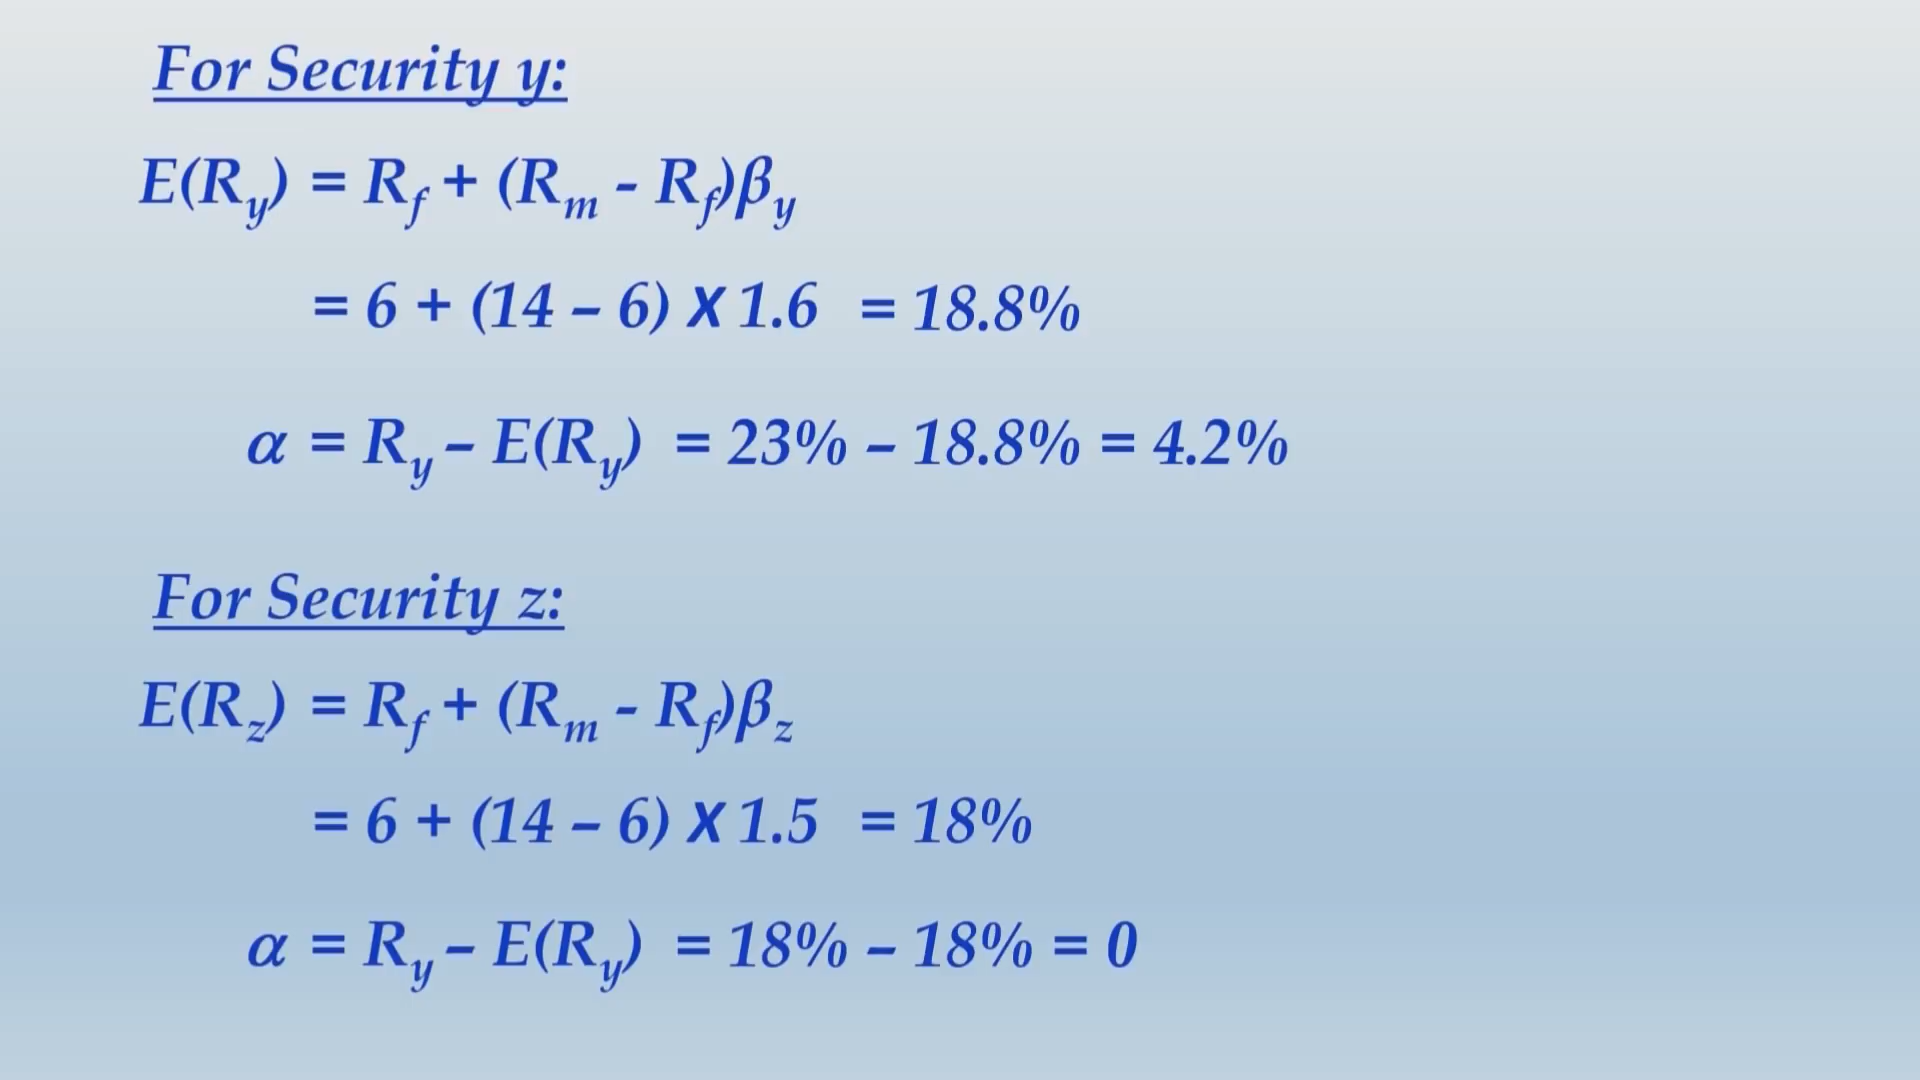 For Security y:
E(Ry) = Rf + (Rm - Rf)βy
= 6 + (14 – 6) X 1.6 = 18.8%
α = Ry – E(Ry) = 23% – 18.8% = 4.2%
For Security z:
E(Rz) = Rf + (Rm - Rf)βz
= 6 + (14 – 6) X 1.5 = 18%
α = Ry – E(Ry) = 18% – 18% = 0